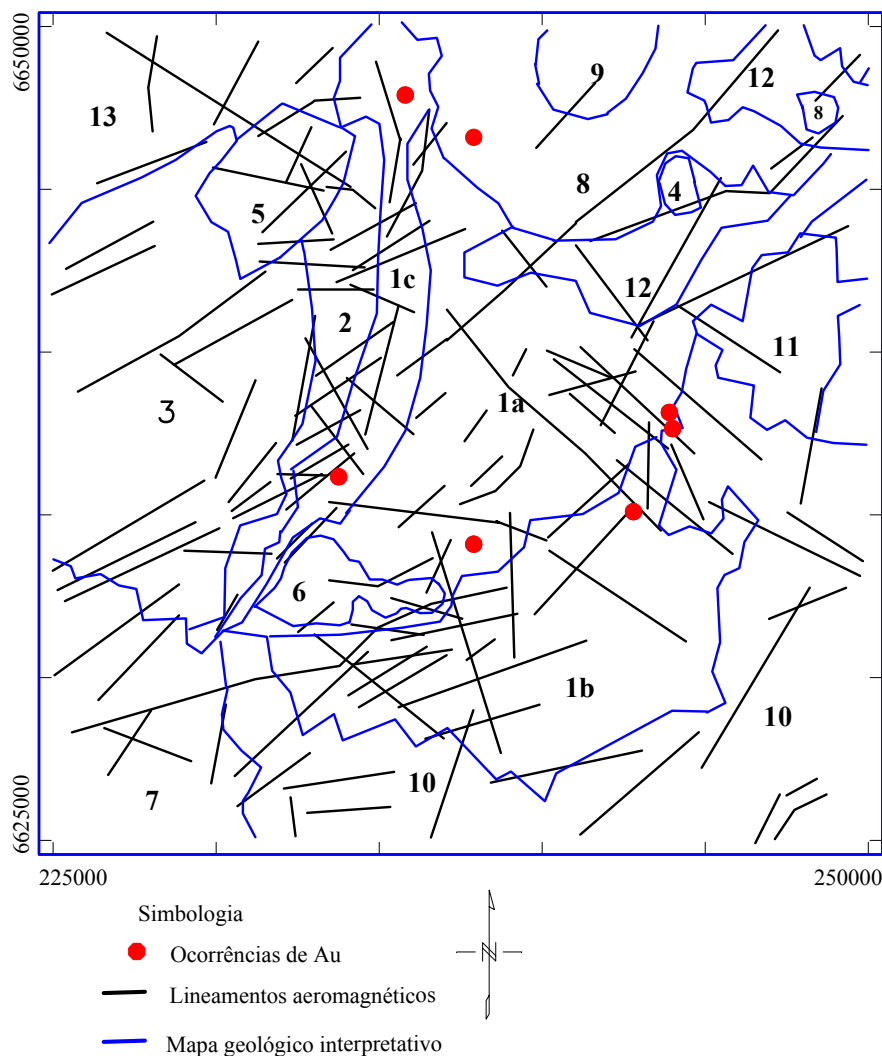 6650000
13
9
12
8
8
4
5
1c
12
2
11
3
1a
6
1b
10
10
7
6625000
225000
250000
Simbologia
N
Ocorrências de Au
Lineamentos aeromagnéticos
Mapa geológico interpretativo